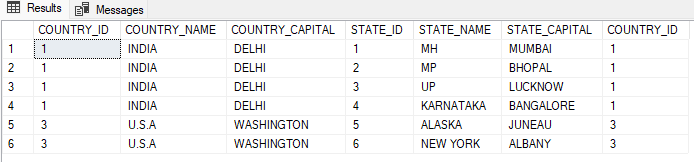 Results Messages
COUNTRY_ID COUNTRY_NAME COUNTRY_CAPITAL STATE_ID STATE_NAME STATE_CAPITAL COUNTRY_ID
1 1 INDIA DELHI 1 MH MUMBAI 1
2 1 INDIA DELHI 2 MP BHOPAL 1
3 1 INDIA DELHI 3 UP LUCKNOW 1
4 1 INDIA DELHI 4 KARNATAKA BANGALORE 1
5 3 U.S.A WASHINGTON 5 ALASKA JUNEAU 3
6 3 U.S.A WASHINGTON 6 NEW YORK ALBANY 3